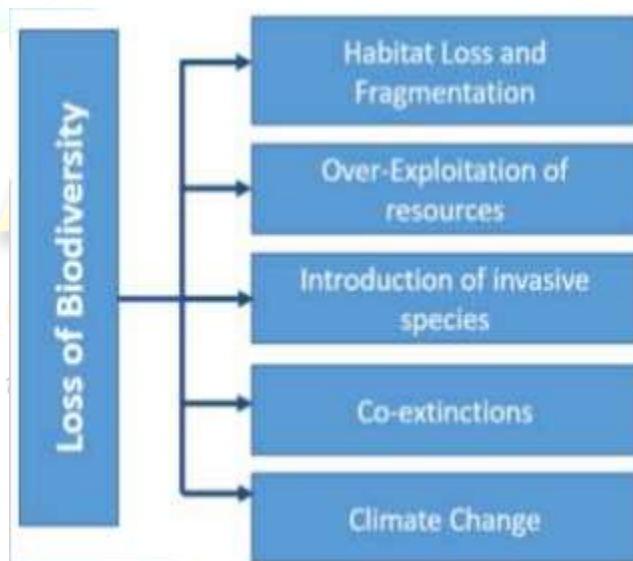 Loss of Biodiversity
Habitat Loss and
Fragmentation
Over-Exploitation of
resources
Introduction of invasive
species
Co-extinctions
Climate Change